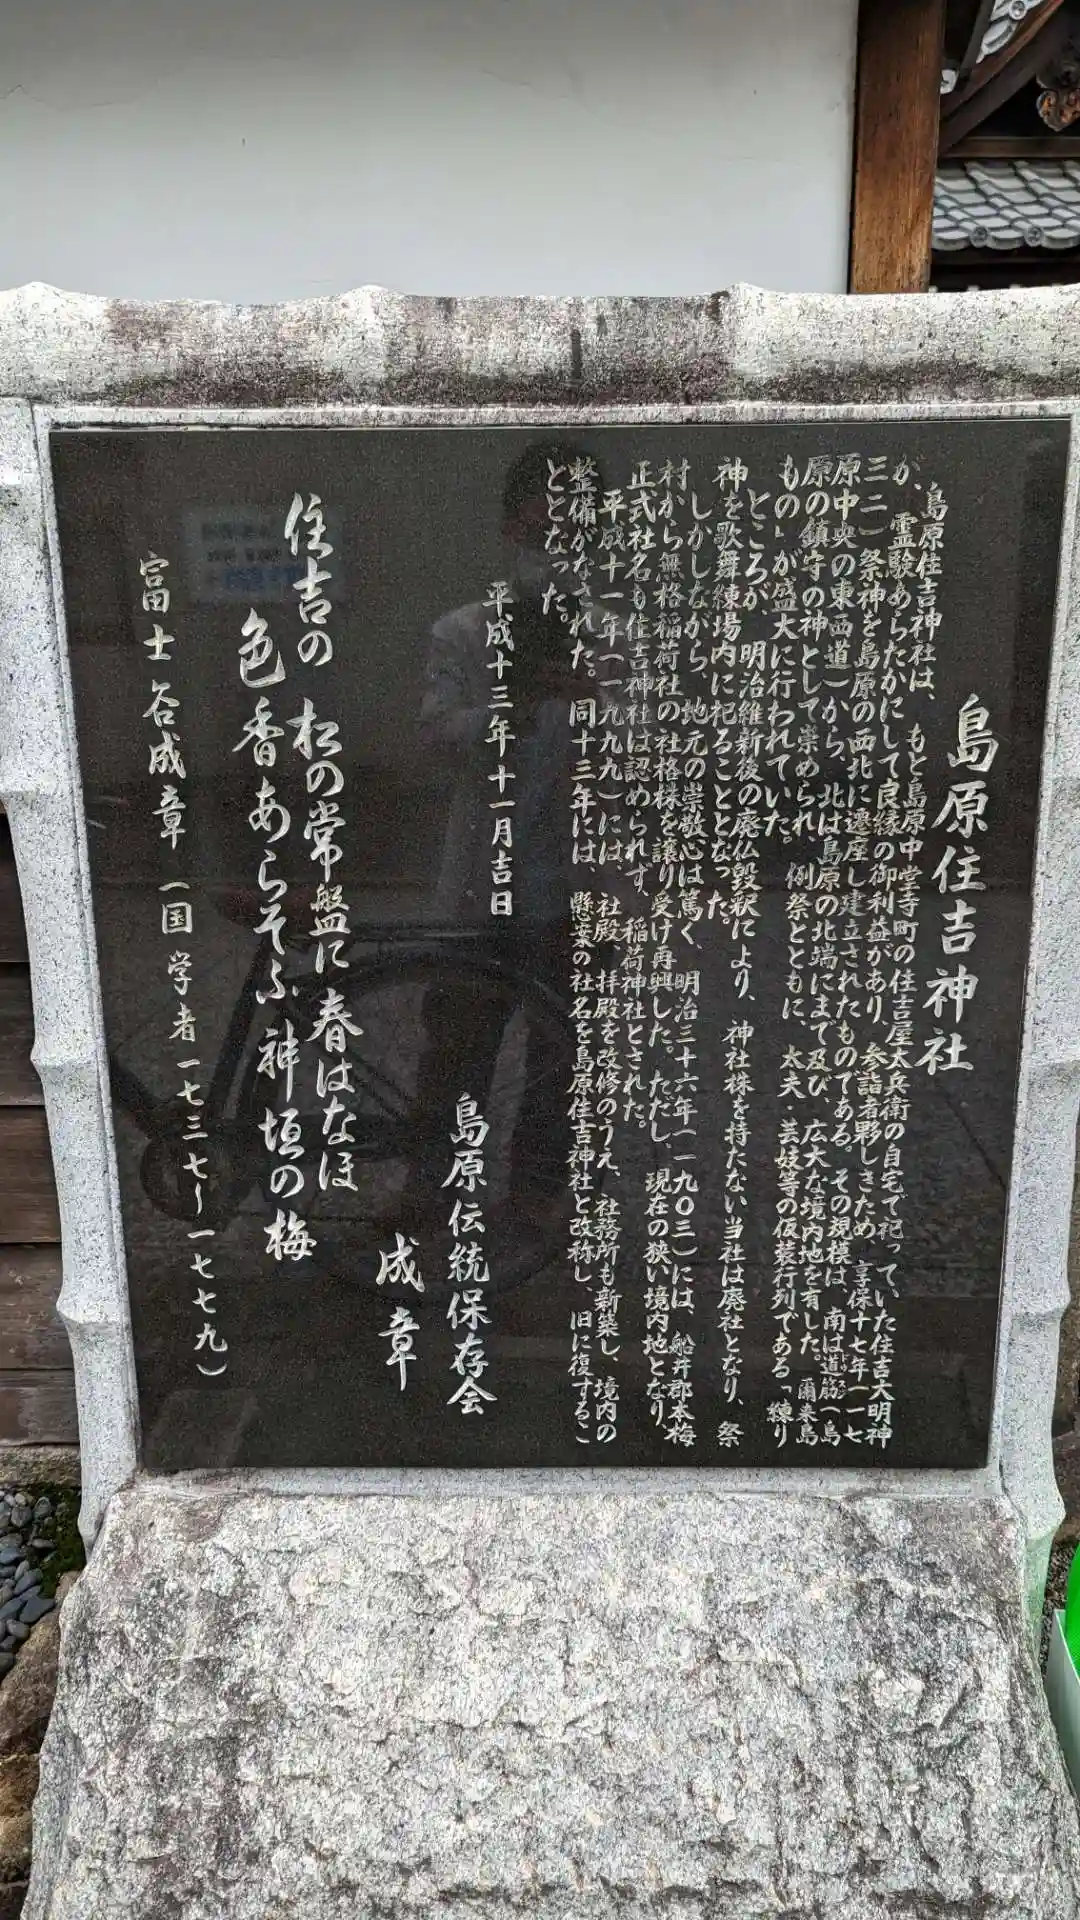 島原住吉神社
島原住吉神社は、もと島原中堂寺町の住吉屋太兵衛の自宅で祀っていた住吉大明神
が、霊験あらたかにして良縁の御利益があり、参詣者夥しきため、享保十七年(一七
三二)祭神を島原の西北に遷座し建立されたものである。その規模は、南は道筋(島
原中央の東西道)から、北は島原の北端にまで及び、広大な境内地を有した。爾来島
原の鎮守の神として崇められ、例祭とともに、太夫・芸妓等の仮装行列である「練り
もの」が盛大に行われていた。
ところが、明治維新後の廃仏毀釈により、神社株を持たない当社は廃社となり、祭
神を歌舞練場内に祀ることとなった。
しかしながら、地元の崇敬心は篤く、明治三十六年(一九〇三)には、船井郡本梅
村から無格稲荷社の社格株を譲り受け再興した。ただし、現在の狭い境内地となり、
正式社名も住吉神社は認められず、稲荷神社とされた。
平成十一年(一九九九)には、社殿、拝殿を改修のうえ、社務所も新築し、境内の
整備がなされた。同十三年には、懸案の社名を島原住吉神社と改称し、旧に復するこ
ととなった。
平成十三年十一月吉日
島原伝統保存会
成章
住吉の 松の常盤に 春はなほ
色香あらそふ 神垣の梅
富士谷成章(国学者 一七三七〜一七七九)